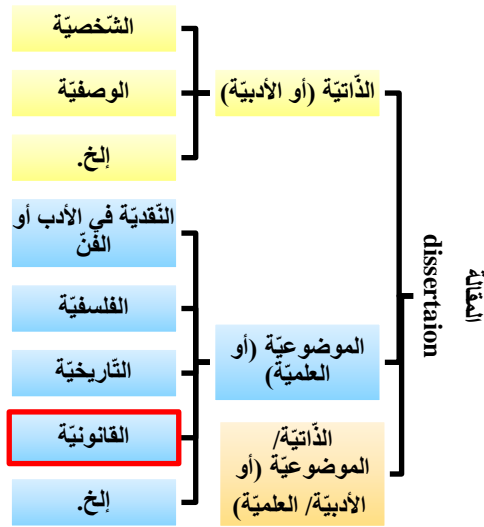 المقالة
dissertaion
الذّاتيّة (أو الأدبيّة)
الشّخصيّة
الوصفيّة
إلخ.
الموضوعيّة (أو
العلميّة)
النّقديّة في الأدب أو
الفنّ
الفلسفيّة
التّاريخيّة
القانونيّة
إلخ.
الذّاتيّة/
الموضوعيّة (أو
الأدبيّة/ العلميّة)